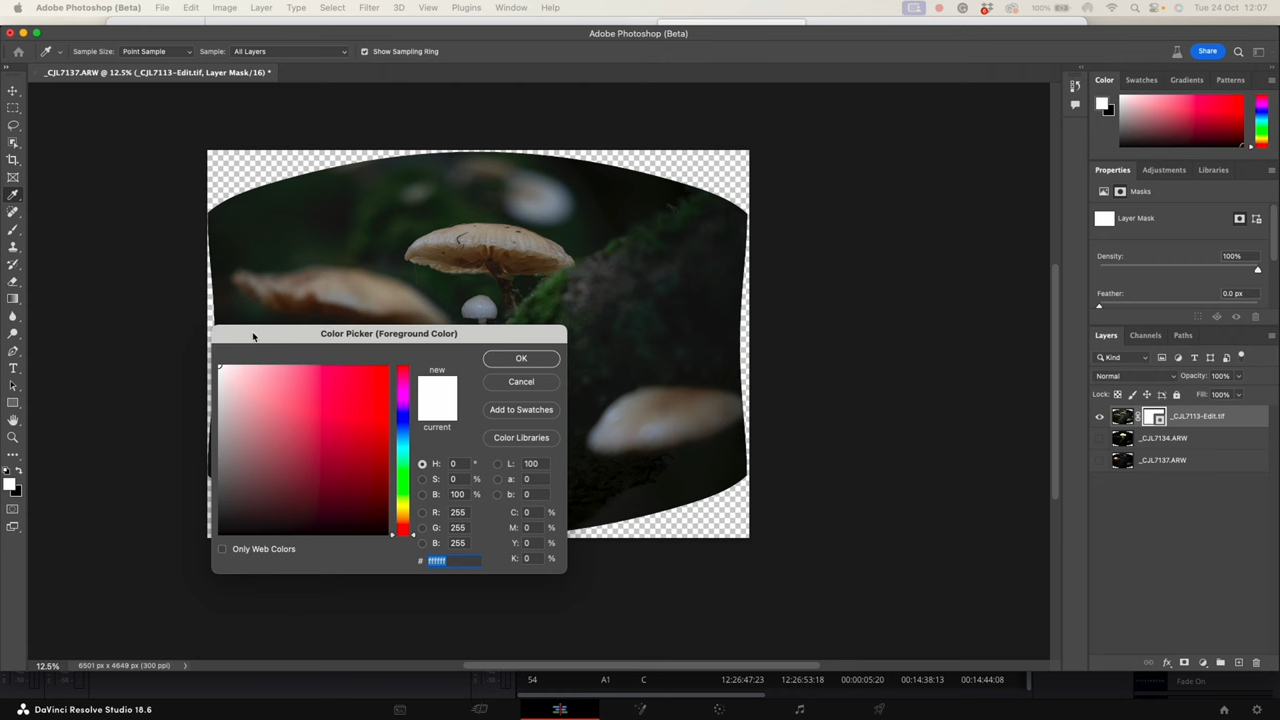 Adobe Photoshop (Beta) File Edit Image Layer Type Select Filter 3D View Plugins Window Help 100% Tue 24 Oct 12:07
Adobe Photoshop (Beta)
Sample Size: Point Sample Sample: All Layers Show Sampling Ring Share
_CJL7137.ARW @ 12.5% (_CJL7113-Edit.tif, Layer Mask/16) *
Color Swatches Gradients Patterns
Properties Adjustments Libraries
Masks
Layer Mask
Density: 100%
Feather: 0.0 px
Layers Channels Paths
Kind
Normal Opacity: 100%
Lock: Fill: 100%
_CJL7113-Edit.tif
_CJL7134.ARW
_CJL7137.ARW
Color Picker (Foreground Color)
new
current
OK
Cancel
Add to Swatches
Color Libraries
H: 0 ° L: 100
S: 0 % a: 0
B: 100 % b: 0
R: 255 C: 0 %
G: 255 M: 0 %
B: 255 Y: 0 %
# ffffff K: 0 %
Only Web Colors
12.5% 6501 px x 4649 px (300 ppi)
54 A1 C 12:26:47:23 12:26:53:18 00:00:05:20 00:14:38:13 00:14:44:08 Fade On
DaVinci Resolve Studio 18.6